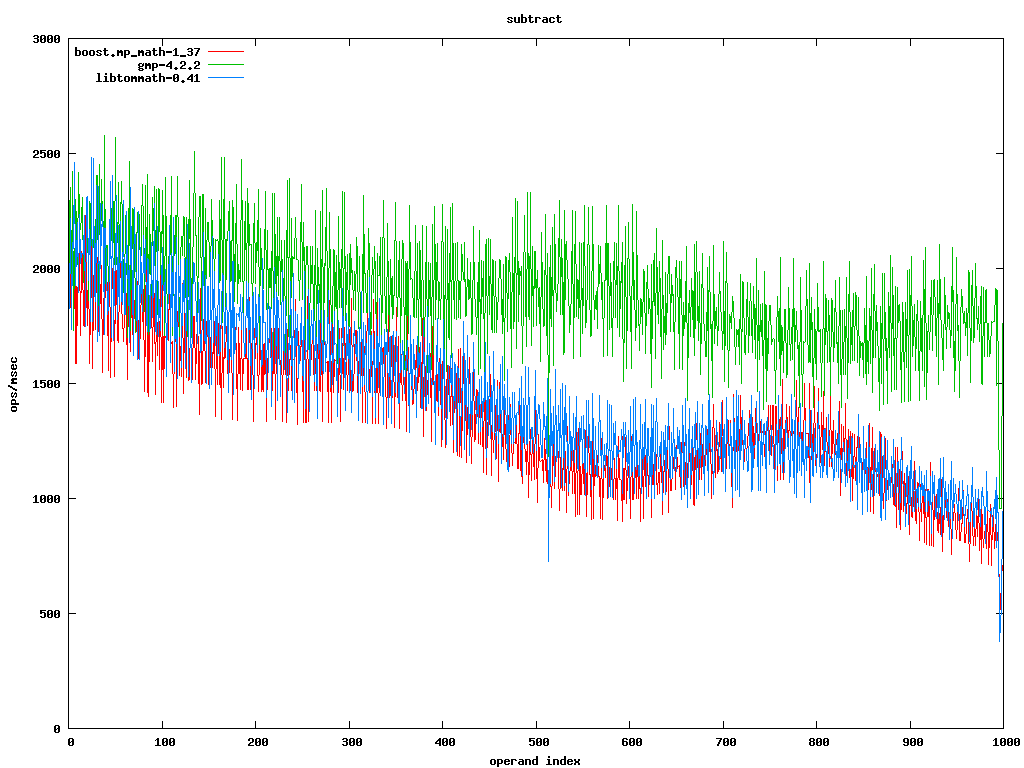 subtract
3000
boost.mp_math-1_37
gmp-4.2.2
libtommath-0.41
2500
2000
1500
1000
500
0
ops/msec
0 100 200 300 400 500 600 700 800 900 1000
operand index